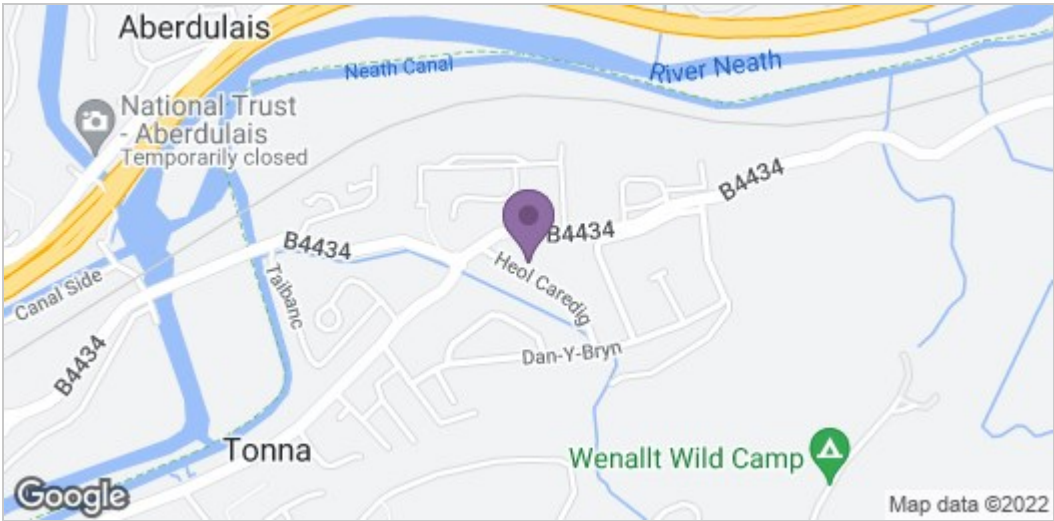 Aberdulais
Neath Canal
River Neath
National Trust
- Aberdulais
Temporarily closed
B4434
B4434
B4434
Heol Caredig
Canal Side
Talbanc
B4434
Dan-Y-Bryn
Tonna
Wenallt Wild Camp
Google
Map data ©2022